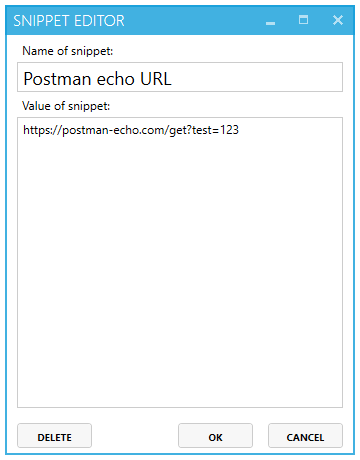 SNIPPET EDITOR
Name of snippet:
Postman echo URL
Value of snippet:
https://postman-echo.com/get?test=123
DELETE
OK
CANCEL